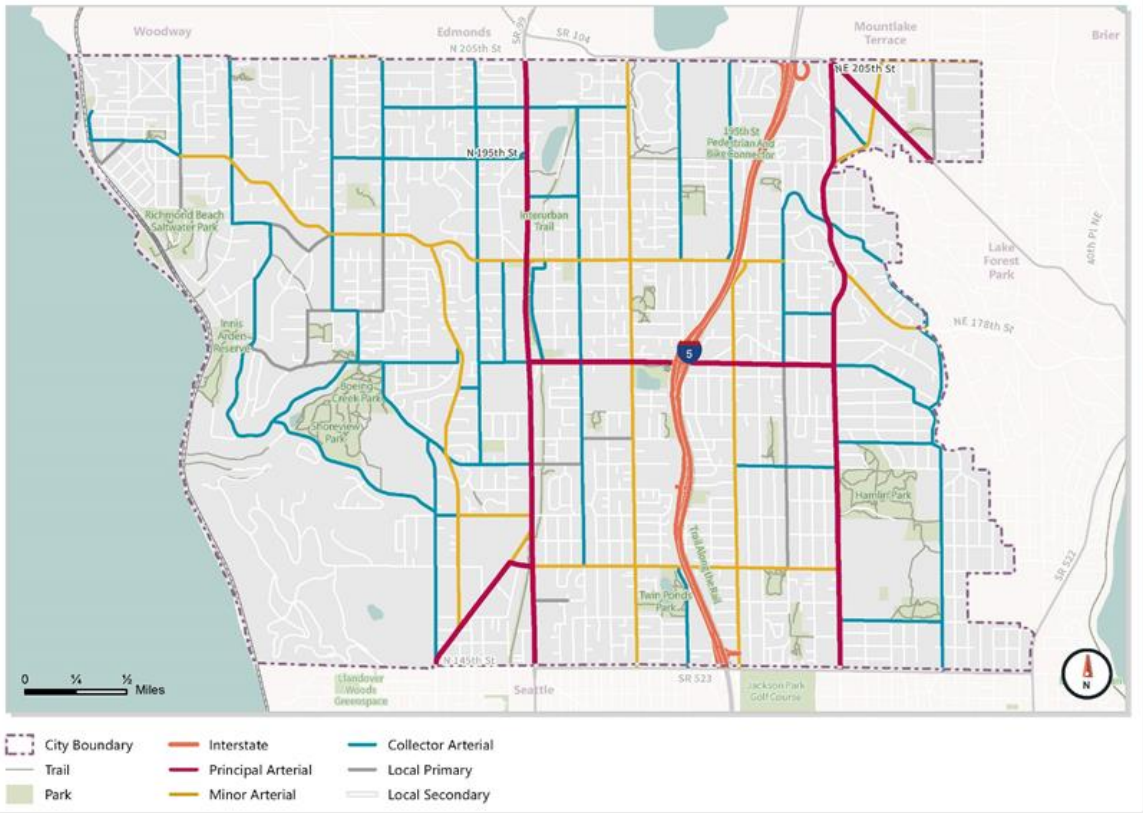 Woodway
Edmonds
SR 99
SR 104
Mountlake
Terrace
Brier
N 205th St
NE 205th St
195th St
Pedestrian And
Bike Connector
N 195th St
Richmond Beach
Saltwater Park
Interurban
Trail
40th Pl NE
Lake
Forest
Park
Innis
Arden
Reserve
NE 178th St
5
Boeing
Creek Park
Shoreview
Park
Hamlin Park
Trail Along the Rail
SR 522
Twin Ponds
Park
N 145th St
0 ¼ ½
Miles
Llandover
Woods
Greenspace
Seattle
SR 523
Jackson Park
Golf Course
N
City Boundary
Interstate
Collector Arterial
Trail
Principal Arterial
Local Primary
Park
Minor Arterial
Local Secondary